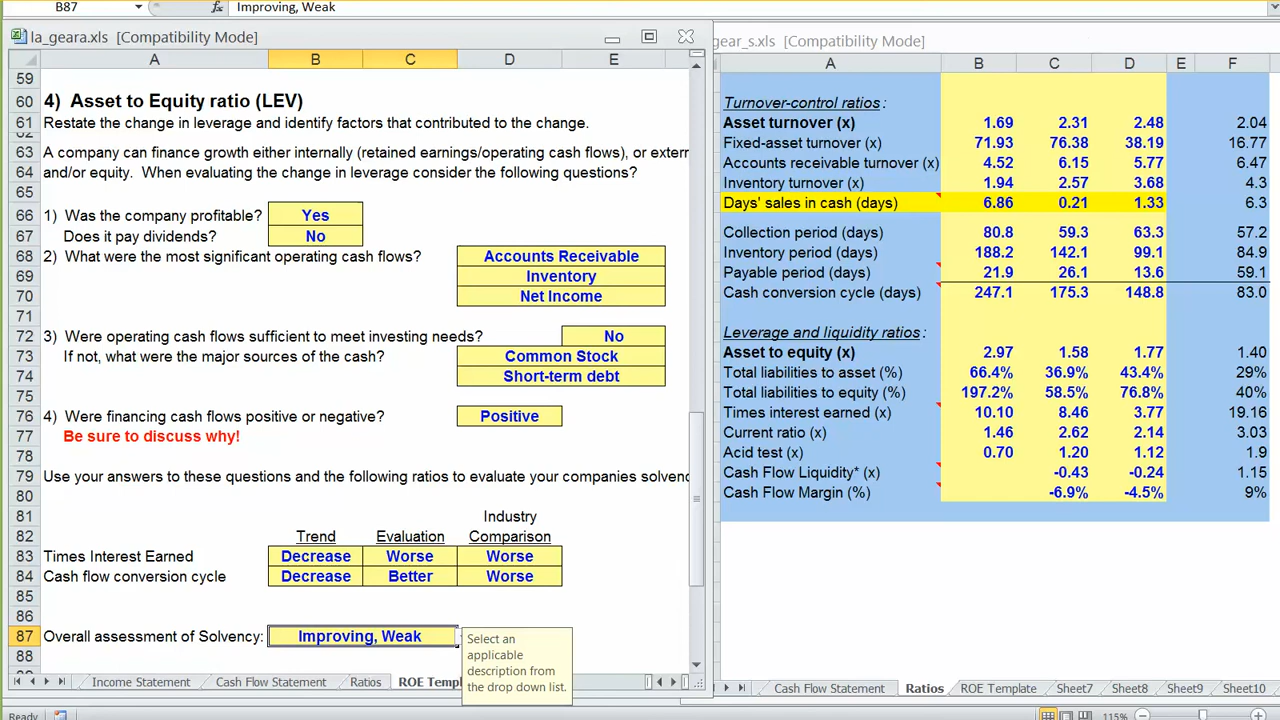 B87 fx Improving, Weak
la_geara.xls [Compatibility Mode]
A B C D E
59
60 4) Asset to Equity ratio (LEV)
61 Restate the change in leverage and identify factors that contributed to the change.
62
63 A company can finance growth either internally (retained earnings/operating cash flows), or extern
64 and/or equity. When evaluating the change in leverage consider the following questions?
65
66 1) Was the company profitable? Yes
67 Does it pay dividends? No
68 2) What were the most significant operating cash flows? Accounts Receivable
69 Inventory
70 Net Income
71
72 3) Were operating cash flows sufficient to meet investing needs? No
73 If not, what were the major sources of the cash? Common Stock
74 Short-term debt
75
76 4) Were financing cash flows positive or negative? Positive
77 Be sure to discuss why!
78
79 Use your answers to these questions and the following ratios to evaluate your companies solvenc
80
81 Industry
82 Trend Evaluation Comparison
83 Times Interest Earned Decrease Worse Worse
84 Cash flow conversion cycle Decrease Better Worse
85
86
87 Overall assessment of Solvency: Improving, Weak
88
Select an
applicable
description from
the drop down list.
Income Statement Cash Flow Statement Ratios ROE Templ
gear_s.xls [Compatibility Mode]
A B C D E F
Turnover-control ratios:
Asset turnover (x) 1.69 2.31 2.48 2.04
Fixed-asset turnover (x) 71.93 76.38 38.19 16.77
Accounts receivable turnover (x) 4.52 6.15 5.77 6.47
Inventory turnover (x) 1.94 2.57 3.68 4.3
Days' sales in cash (days) 6.86 0.21 1.33 6.3
Collection period (days) 80.8 59.3 63.3 57.2
Inventory period (days) 188.2 142.1 99.1 84.9
Payable period (days) 21.9 26.1 13.6 59.1
Cash conversion cycle (days) 247.1 175.3 148.8 83.0
Leverage and liquidity ratios:
Asset to equity (x) 2.97 1.58 1.77 1.40
Total liabilities to asset (%) 66.4% 36.9% 43.4% 29%
Total liabilities to equity (%) 197.2% 58.5% 76.8% 40%
Times interest earned (x) 10.10 8.46 3.77 19.16
Current ratio (x) 1.46 2.62 2.14 3.03
Acid test (x) 0.70 1.20 1.12 1.9
Cash Flow Liquidity* (x) -0.43 -0.24 1.15
Cash Flow Margin (%) -6.9% -4.5% 9%
Cash Flow Statement Ratios ROE Template Sheet7 Sheet8 Sheet9 Sheet10
Ready 115%